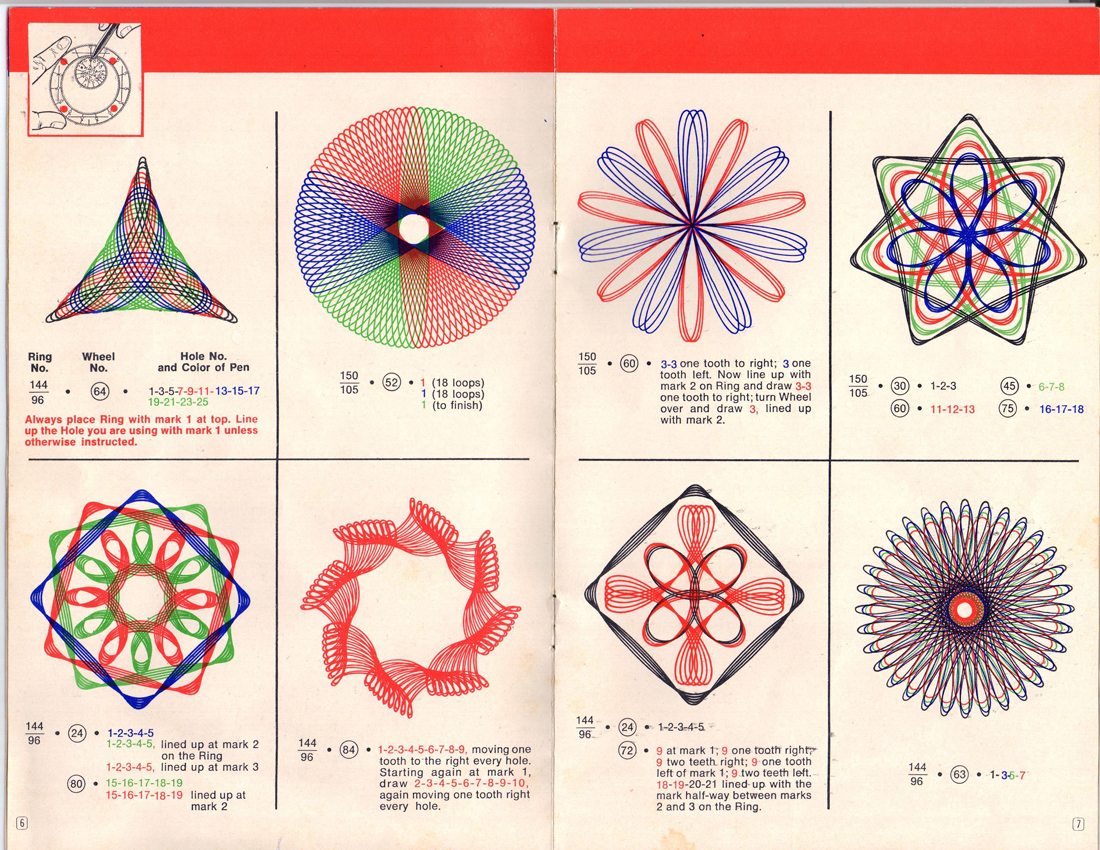 Ring Wheel Hole No.
No. No. and Color of Pen
144
96 • 64 • 1-3-5-7-9-11-13-15-17
19-21-23-25
Always place Ring with mark 1 at top. Line
up the Hole you are using with mark 1 unless
otherwise instructed.
150
105 • 52 • 1 (18 loops)
1 (18 loops)
1 (to finish)
150
105 • 60 • 3-3 one tooth to right; 3 one
tooth left. Now line up with
mark 2 on Ring and draw 3-3
one tooth to right; turn Wheel
over and draw 3, lined up
with mark 2.
150
105 • 30 • 1-2-3 45 • 6-7-8
60 • 11-12-13 75 • 16-17-18
144
96 • 24 • 1-2-3-4-5
1-2-3-4-5, lined up at mark 2
on the Ring
1-2-3-4-5, lined up at mark 3
80 • 15-16-17-18-19
15-16-17-18-19 lined up at
mark 2
144
96 • 84 • 1-2-3-4-5-6-7-8-9, moving one
tooth to the right every hole.
Starting again at mark 1,
draw 2-3-4-5-6-7-8-9-10,
again moving one tooth right
every hole.
144
96 • 24 • 1-2-3-4-5
72 • 9 at mark 1; 9 one tooth right;
9 two teeth right; 9 one tooth
left of mark 1; 9 two teeth left.
18-19-20-21 lined up with the
mark half-way between marks
2 and 3 on the Ring.
144
96 • 63 • 1-3-5-7
6
7